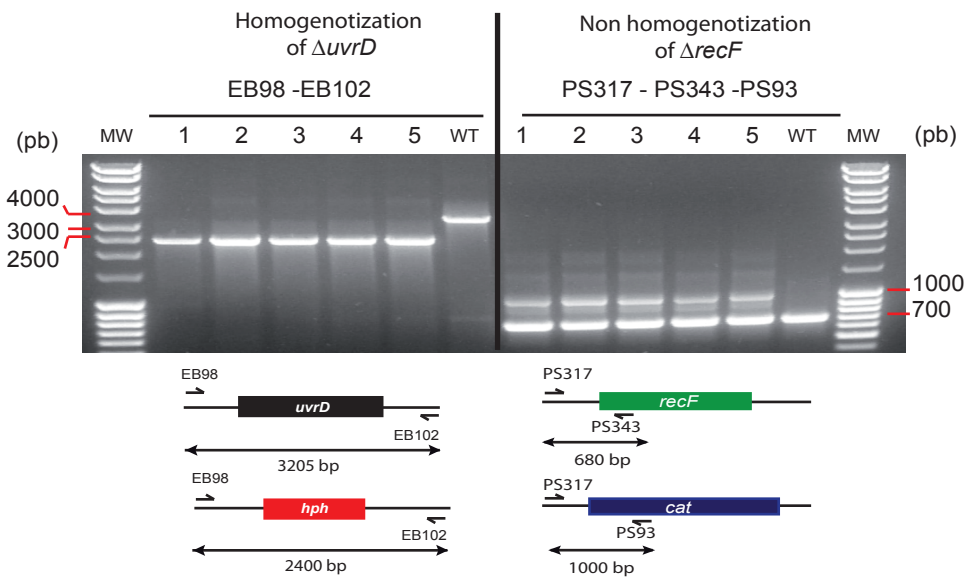 Homogenotization
of ΔuvrD
EB98 -EB102
Non homogenotization
of ΔrecF
PS317 - PS343 -PS93
(pb)
MW
1
2
3
4
5
WT
1
2
3
4
5
WT
MW
(pb)
4000
3000
2500
1000
700
EB98
uvrD
EB102
3205 bp
EB98
hph
EB102
2400 bp
PS317
recF
PS343
680 bp
PS317
cat
PS93
1000 bp